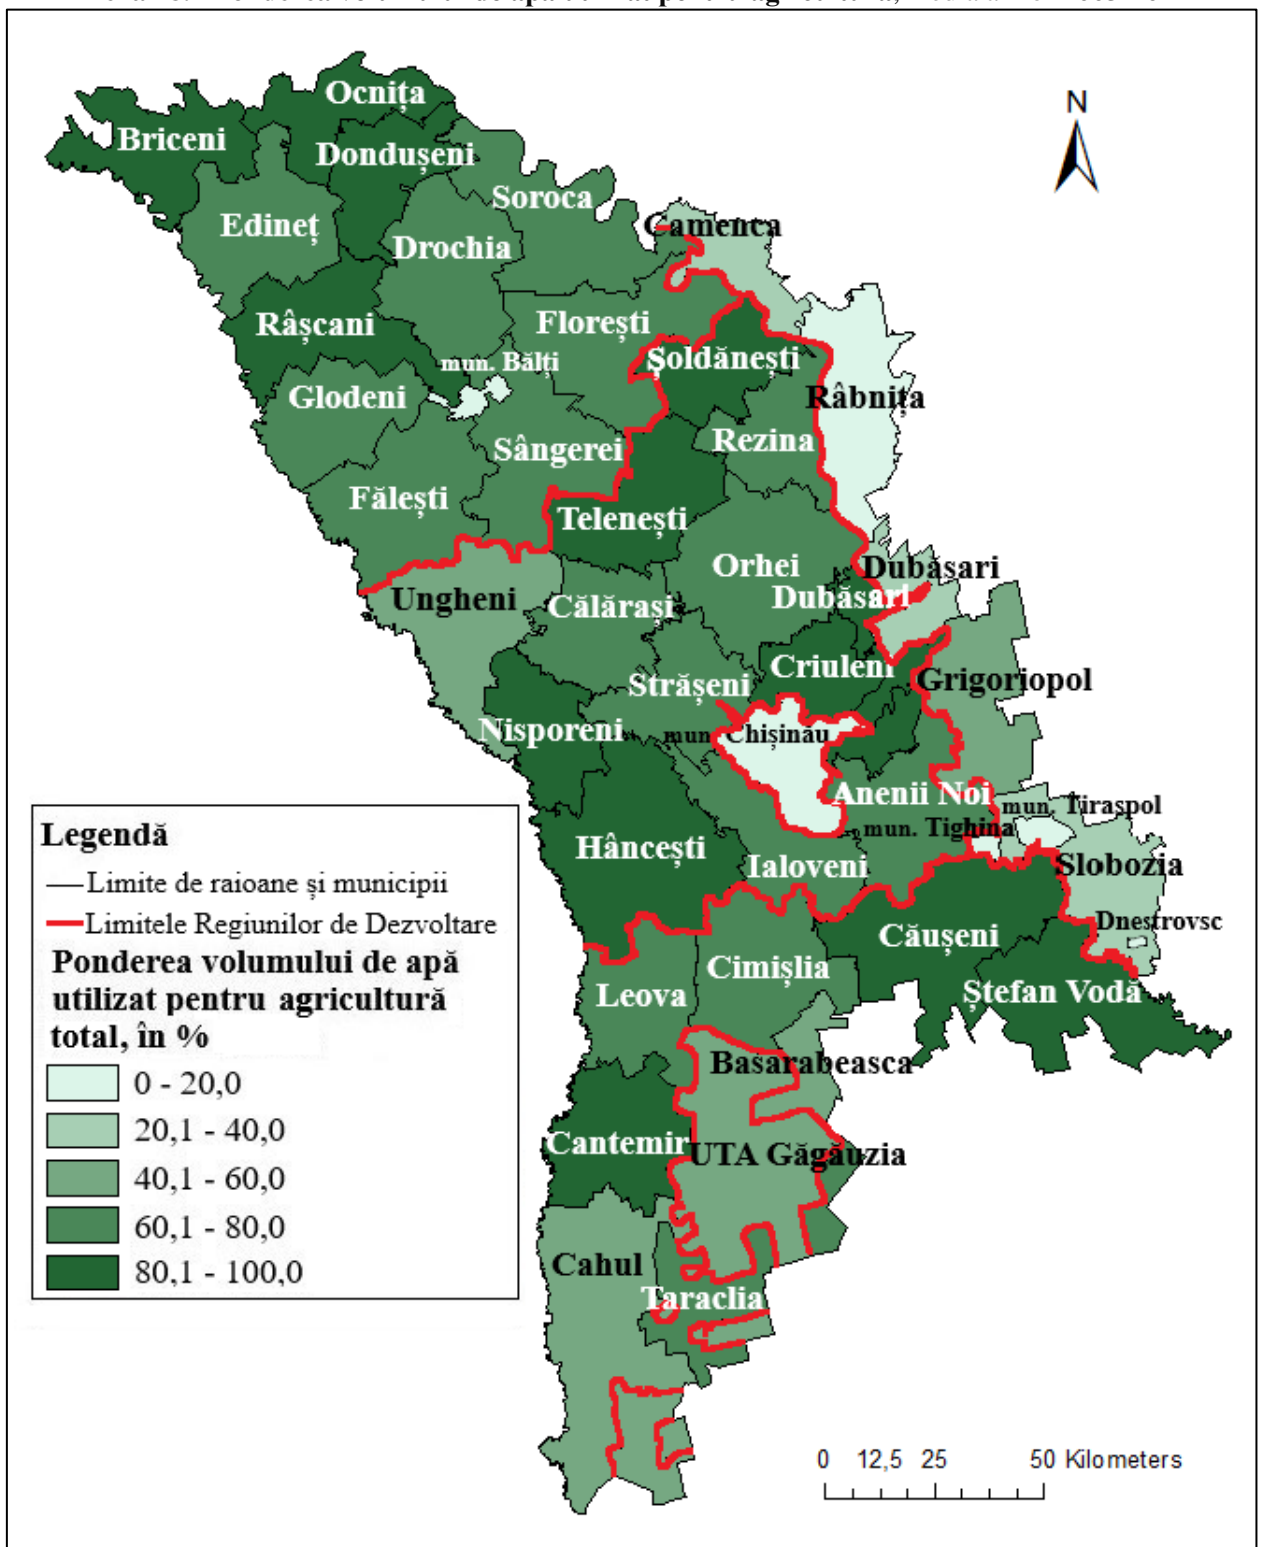 N
Ocnița
Briceni
Dondușeni
Soroca
Edineț
Camenca
Drochia
Râșcani
Florești
mun. Bălți
Șoldănești
Glodeni
Râbnița
Rezina
Sângerei
Fălești
Telenești
Orhei
Dubăsari
Ungheni
Călărași
Dubăsari
Criuleni
Strășeni
Grigoriopol
Nisporeni
mun. Chișinău
Anenii Noi
mun. Tiraspol
mun. Tighina
Hâncești
Ialoveni
Slobozia
Dnestrovsc
Căușeni
Cimișlia
Leova
Ștefan Vodă
Basarabeasca
Cantemir
UTA Găgăuzia
Cahul
Taraclia
Legendă
Limite de raioane și municipii
Limitele Regiunilor de Dezvoltare
Ponderea volumului de apă
utilizat pentru agricultură
total, în %
0 - 20,0
20,1 - 40,0
40,1 - 60,0
60,1 - 80,0
80,1 - 100,0
0 12,5 25 50 Kilometers